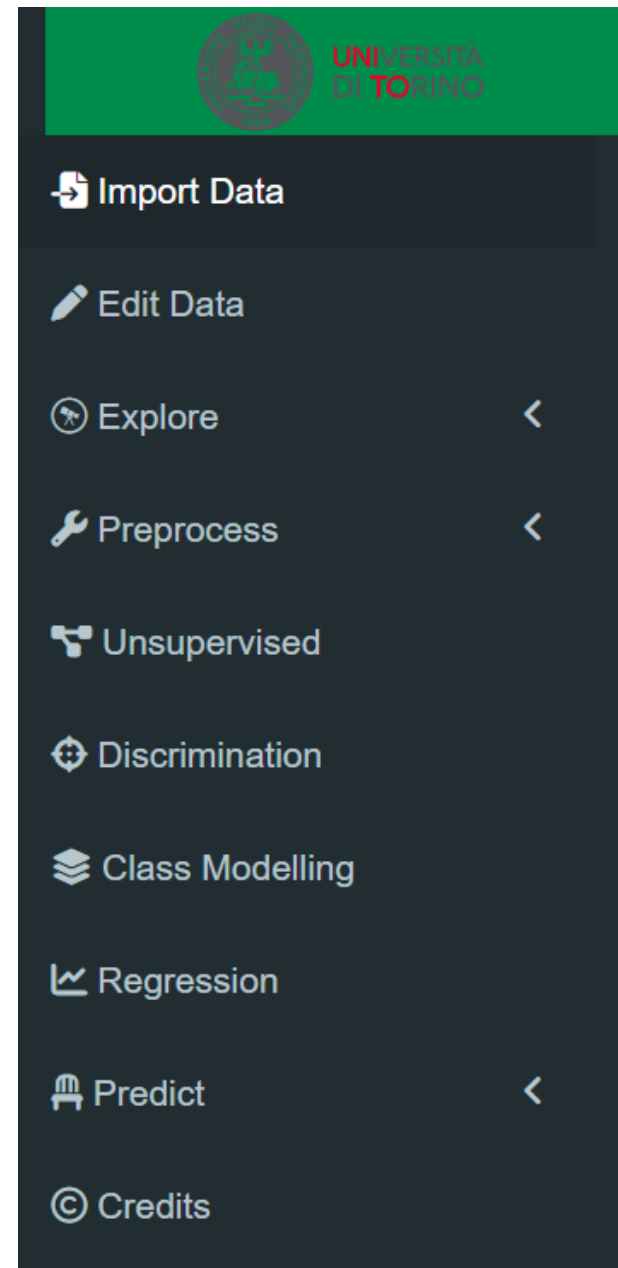 UNIVERSITÀ
DI TORINO
Import Data
Edit Data
Explore
Preprocess
Unsupervised
Discrimination
Class Modelling
Regression
Predict
Credits